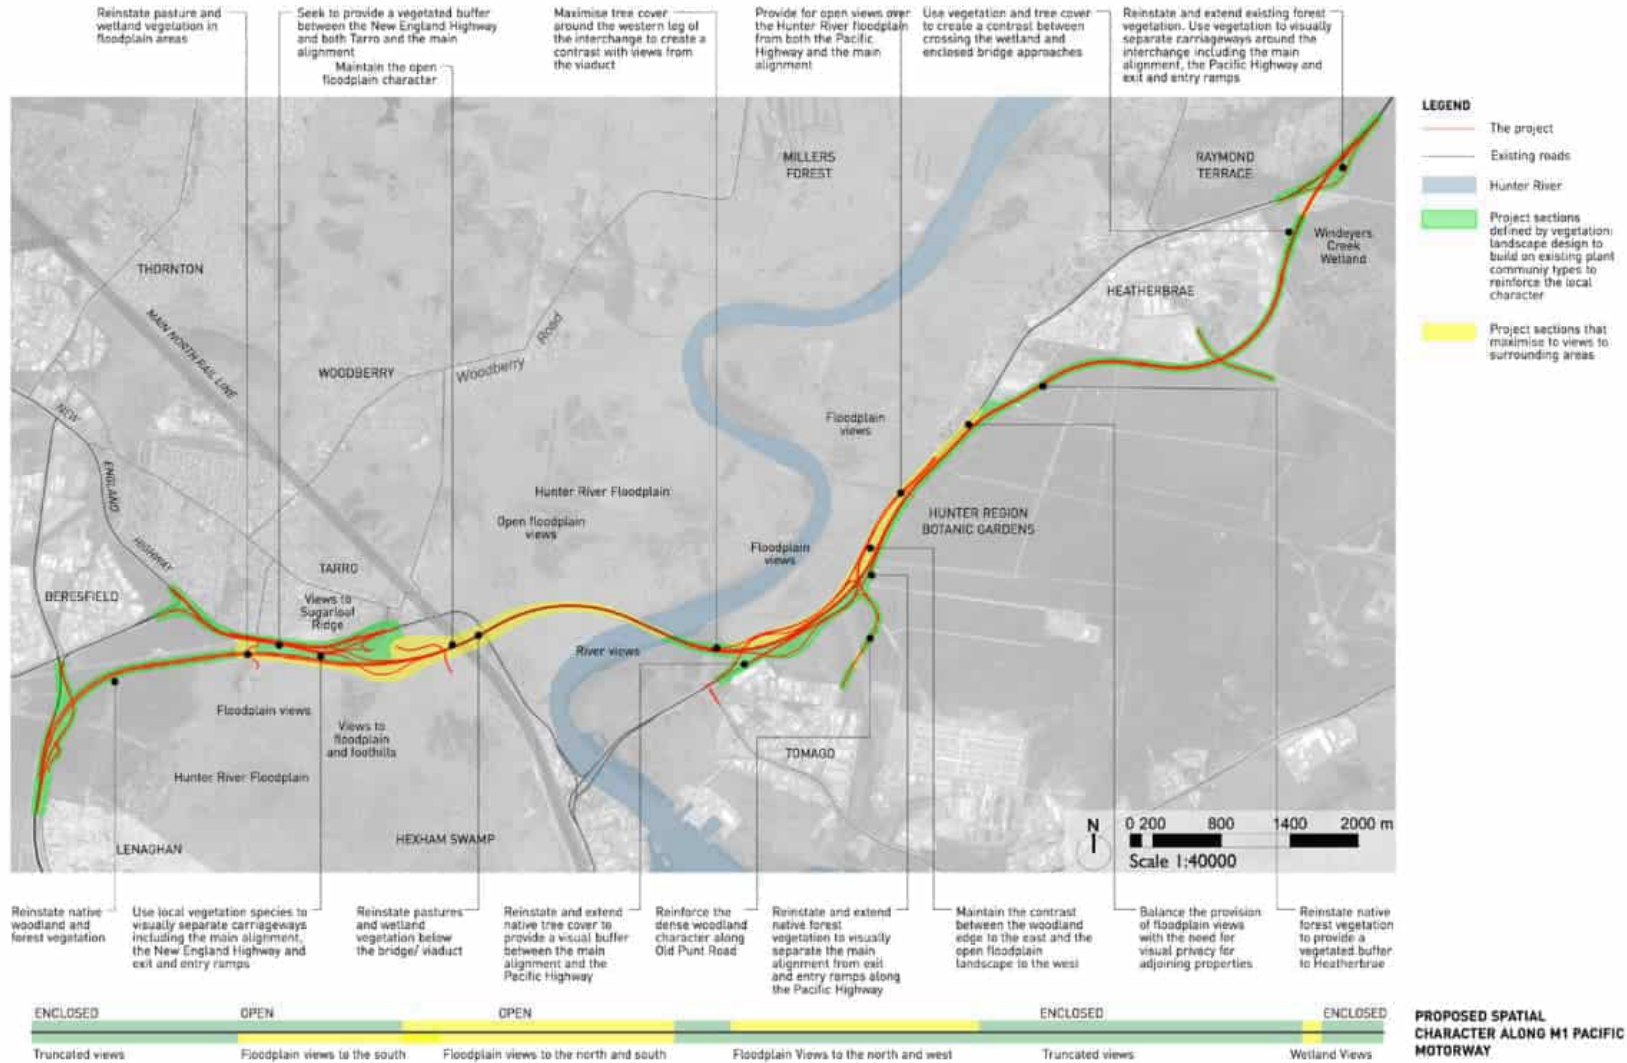 Reinstate pasture and
wetland vegetation in
floodplain areas
Seek to provide a vegetated buffer
between the New England Highway
and both Tarro and the main
alignment
Maintain the open
floodplain character
Maximise tree cover
around the western leg of
the interchange to create a
contrast with views from
the viaduct
Provide for open views over
the Hunter River floodplain
from both the Pacific
Highway and the main
alignment
Use vegetation and tree cover
to create a contrast between
crossing the wetland and
enclosed bridge approaches
Reinstate and extend existing forest
vegetation. Use vegetation to visually
separate carriageways around the
interchange including the main
alignment, the Pacific Highway and
exit and entry ramps
LEGEND
The project
Existing roads
Hunter River
Project sections
defined by vegetation:
landscape design to
build on existing plant
community types to
reinforce the local
character
Project sections that
maximise to views to
surrounding areas
MILLERS
FOREST
RAYMOND
TERRACE
Windeyers
Creek
Wetland
THORNTON
HEATHERBRAE
MAIN NORTH RAIL LINE
WOODBERRY
Woodberry Road
NEW ENGLAND HIGHWAY
Floodplain
views
Hunter River Floodplain
Open floodplain
views
HUNTER REGION
BOTANIC GARDENS
Floodplain
views
TARRO
BERESFIELD
Views to
Sugarloaf
Ridge
River views
Floodplain views
Views to
floodplain
and foothills
TOMAGO
Hunter River Floodplain
HEXHAM SWAMP
LENAGHAN
N
0 200 800 1400 2000 m
Scale 1:40000
Reinstate native
woodland and
forest vegetation
Use local vegetation species to
visually separate carriageways
including the main alignment,
the New England Highway and
exit and entry ramps
Reinstate pastures
and wetland
vegetation below
the bridge/ viaduct
Reinstate and extend
native tree cover to
provide a visual buffer
between the main
alignment and the
Pacific Highway
Reinforce the
dense woodland
character along
Old Punt Road
Reinstate and extend
native forest
vegetation to visually
separate the main
alignment from exit
and entry ramps along
the Pacific Highway
Maintain the contrast
between the woodland
edge to the east and the
open floodplain
landscape to the west
Balance the provision
of floodplain views
with the need for
visual privacy for
adjoining properties
Reinstate native
forest vegetation
to provide a
vegetated buffer
to Heatherbrae
ENCLOSED OPEN OPEN ENCLOSED ENCLOSED
Truncated views Floodplain views to the south Floodplain views to the north and south Floodplain Views to the north and west Truncated views Wetland Views
PROPOSED SPATIAL
CHARACTER ALONG M1 PACIFIC
MOTORWAY